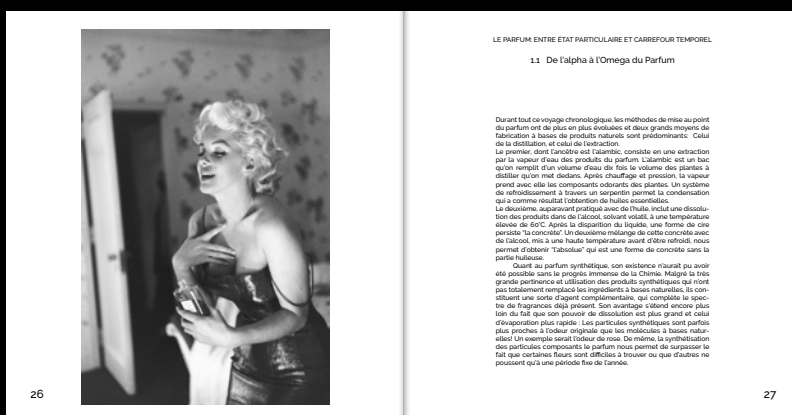 26
LE PARFUM: ENTRE ÉTAT PARTICULAIRE ET CARREFOUR TEMPOREL
1.1 De l'alpha à l'Omega du Parfum
Durant tout ce voyage chronologique, les méthodes de mise au point
du parfum ont de plus en plus évoluées et deux grands moyens de
fabrication à bases de produits naturels sont prédominants: Celui
de la distillation, et celui de l'extraction.
Le premier, dont l'ancêtre est l'alambic, consiste en une extraction
par la vapeur d'eau des produits du parfum. L'alambic est un bac
qu'on remplit d'un volume d'eau dix fois le volume des plantes à
distiller qu'on met dedans. Après chauffage et pression, la vapeur
prend avec elle les composants odorants des plantes. Un système
de refroidissement à travers un serpentin permet la condensation
qui a comme résultat l'obtention de huiles essentielles.
Le deuxième, auparavant pratiqué avec de l'huile, inclut une dissolu-
tion des produits dans de l'alcool, solvant volatil, à une température
élevée de 60°C. Après la disparition du liquide, une forme de cire
persiste "la concrète". Un deuxième mélange de cette concrète avec
de l'alcool, mis à une haute température avant d'être refroidi, nous
permet d'obtenir "l'absolue" qui est une forme de concrète sans la
partie huileuse.
Quant au parfum synthétique, son existence n'aurait pu avoir
été possible sans le progrès immense de la Chimie. Malgré la très
grande pertinence et utilisation des produits synthétiques qui n'ont
pas totalement remplacé les ingrédients à bases naturelles, ils con-
stituent une sorte d'agent complémentaire, qui complète le spec-
tre de fragrances déjà présent. Son avantage s'étend encore plus
loin du fait que son pouvoir de dissolution est plus grand et celui
d'évaporation plus rapide : Les particules synthétiques sont parfois
plus proches à l'odeur originale que les molécules à bases natur-
elles! Un exemple serait l'odeur de rose. De même, la synthétisation
des particules composants le parfum nous permet de surpasser le
fait que certaines fleurs sont difficiles à trouver ou que d'autres ne
poussent qu'à une période fixe de l'année.
27